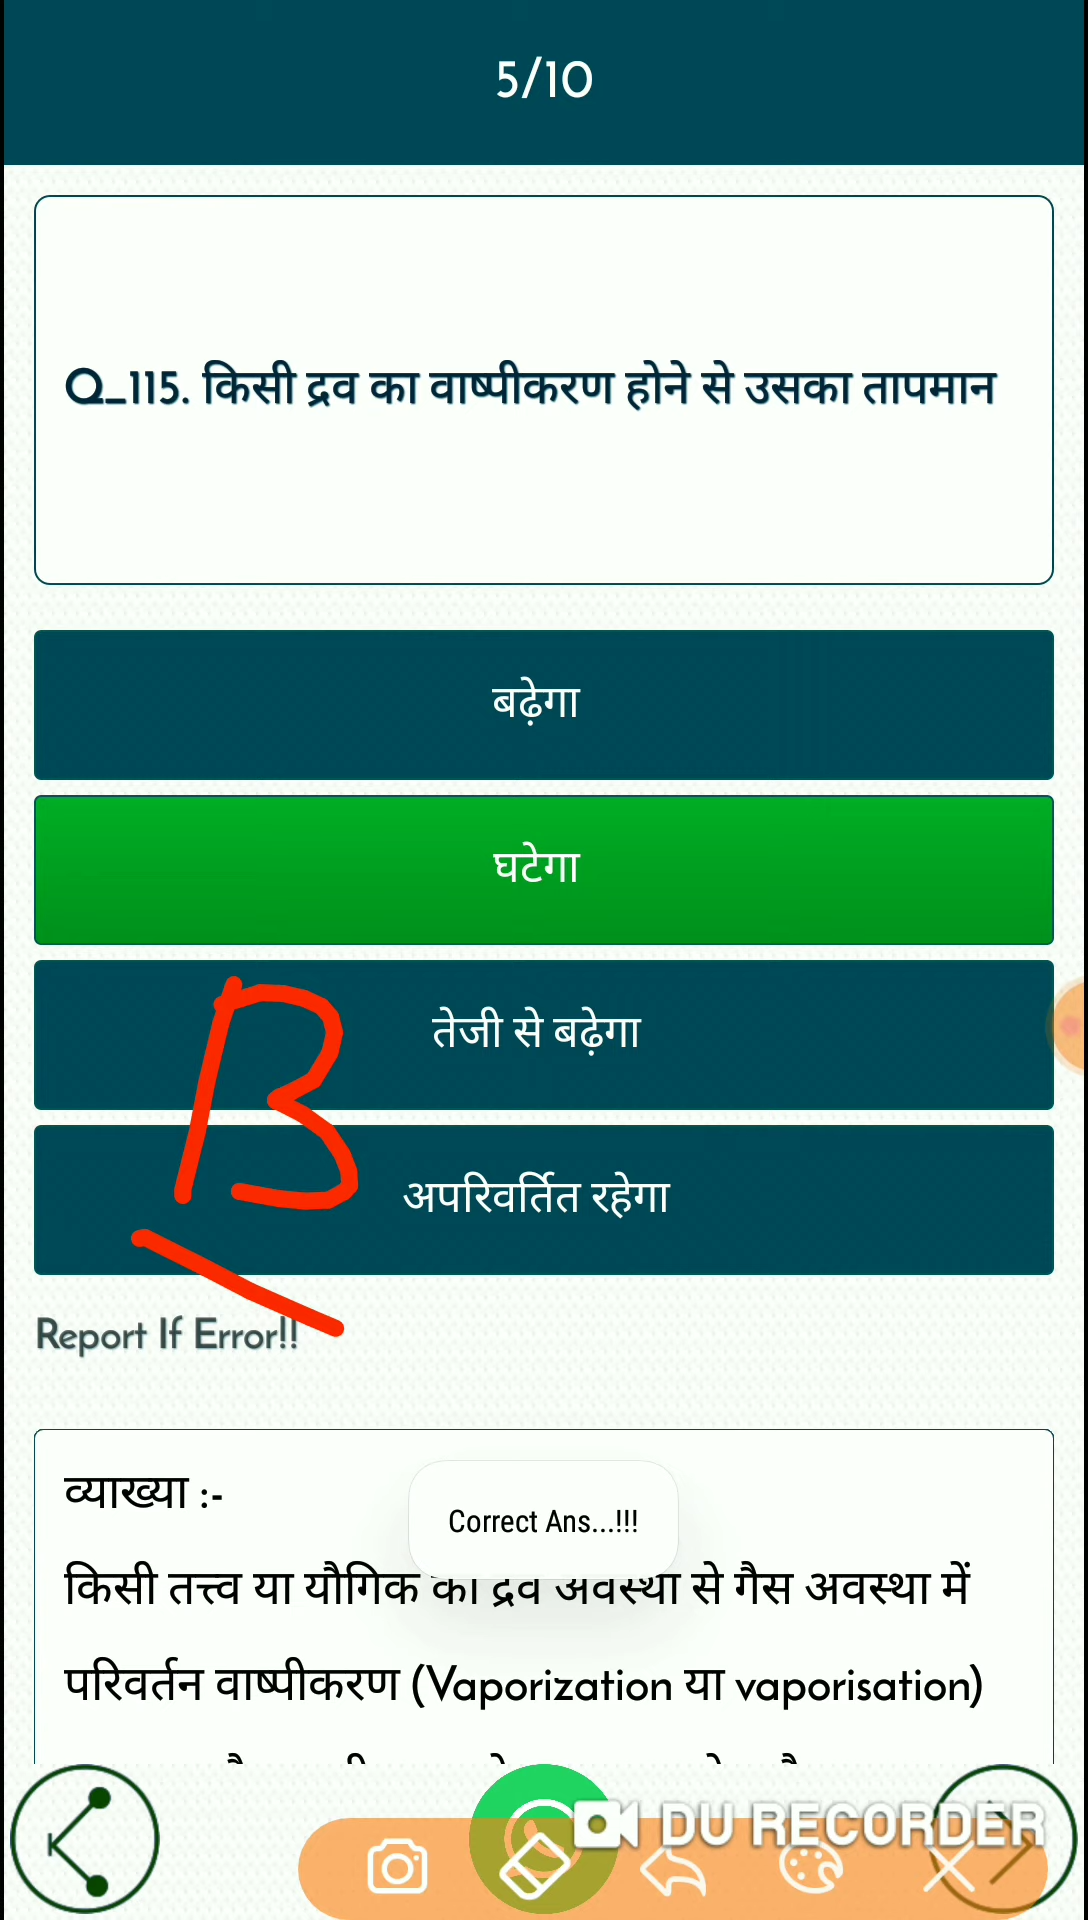 5/10
Q_115. किसी द्रव का वाष्पीकरण होने से उसका तापमान
बढ़ेगा
घटेगा
तेजी से बढ़ेगा
B
अपरिवर्तित रहेगा
Report If Error!!
व्याख्या :-
Correct Ans...!!!
किसी तत्त्व या यौगिक का द्रव अवस्था से गैस अवस्था में
परिवर्तन वाष्पीकरण (Vaporization या vaporisation)
DU RECORDER